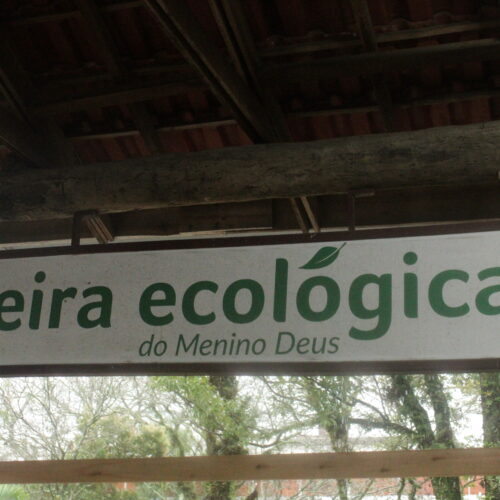 eira ecológica
do Menino Deus